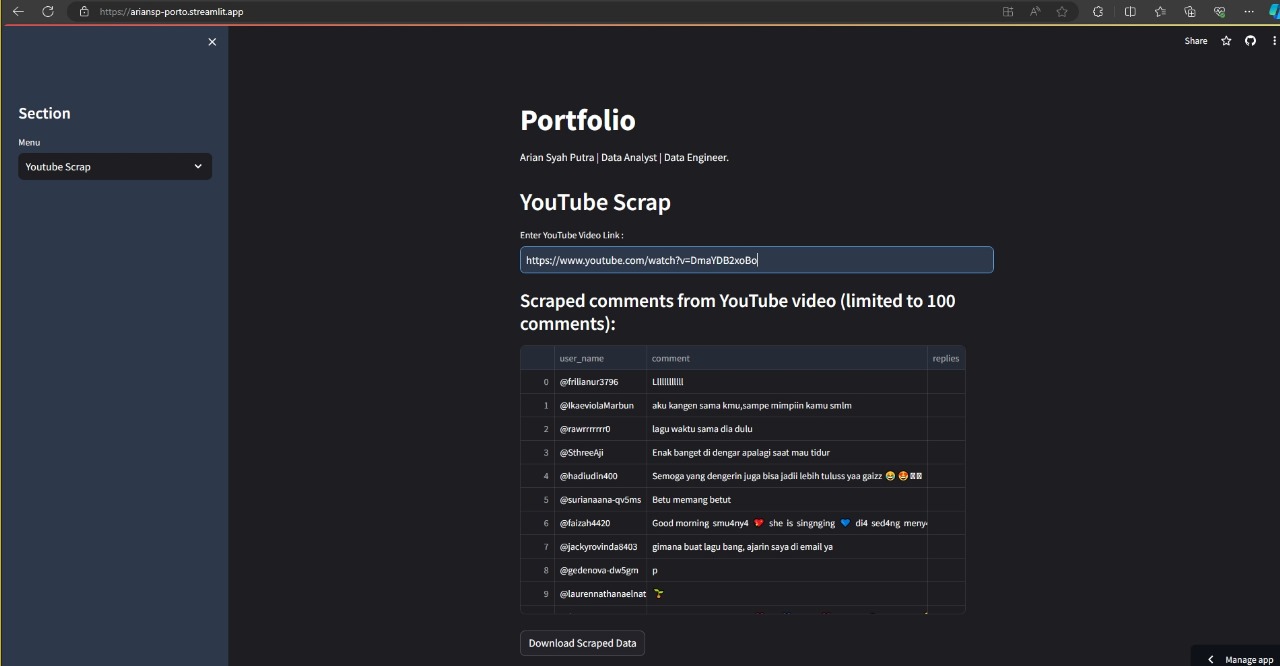 https://ariansp-porto.streamlit.app
Share
Section
Menu
Youtube Scrap
Portfolio
Arian Syah Putra | Data Analyst | Data Engineer.
YouTube Scrap
Enter YouTube Video Link :
https://www.youtube.com/watch?v=DmaYDB2xoBo
Scraped comments from YouTube video (limited to 100
comments):
user_name comment replies
0 @frilianur3796 Lllllllllll
1 @IkaeviolaMarbun aku kangen sama kmu,sampe mimpiin kamu smlm
2 @rawrrrrrrr0 lagu waktu sama dia dulu
3 @SthreeAji Enak banget di dengar apalagi saat mau tidur
4 @hadiudin400 Semoga yang dengerin juga bisa jadii lebih tuluss yaa gaizz 🥹 🤩
5 @surianaana-qv5ms Betu memang betut
6 @faizah4420 Good morning smu4ny4 ❤️ she is singnging 💙 di4 sed4ng meny
7 @jackyrovinda8403 gimana buat lagu bang, ajarin saya di email ya
8 @gedenova-dw5gm p
9 @laurennathanaelnat 🌱
Download Scraped Data
Manage app